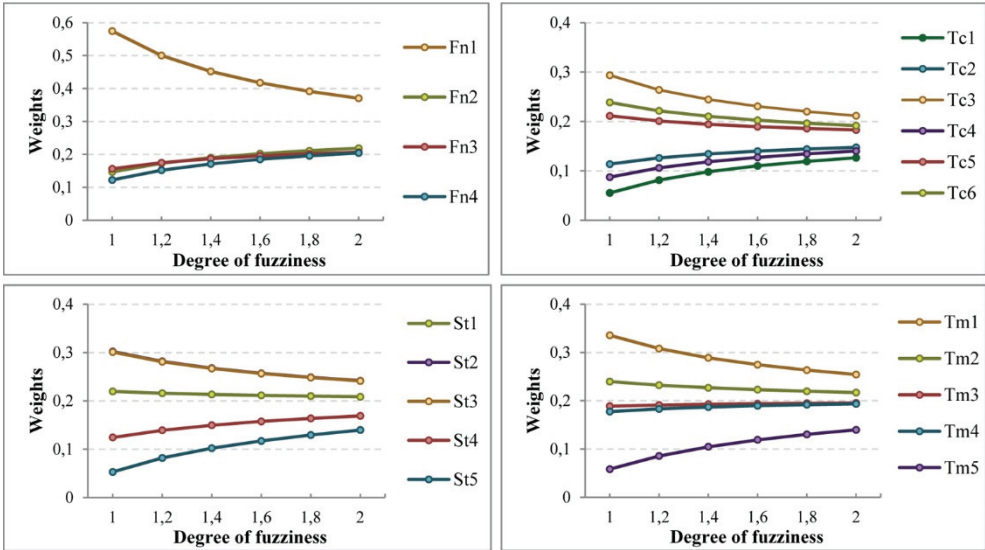 0,6
0,5
0,4
0,3
0,2
0,1
0
Weights
1 1,2 1,4 1,6 1,8 2
Degree of fuzziness
Fn1
Fn2
Fn3
Fn4
0,4
0,3
0,2
0,1
0
Weights
1 1,2 1,4 1,6 1,8 2
Degree of fuzziness
Tc1
Tc2
Tc3
Tc4
Tc5
Tc6
0,4
0,3
0,2
0,1
0
Weights
1 1,2 1,4 1,6 1,8 2
Degree of fuzziness
St1
St2
St3
St4
St5
0,4
0,3
0,2
0,1
0
Weights
1 1,2 1,4 1,6 1,8 2
Degree of fuzziness
Tm1
Tm2
Tm3
Tm4
Tm5